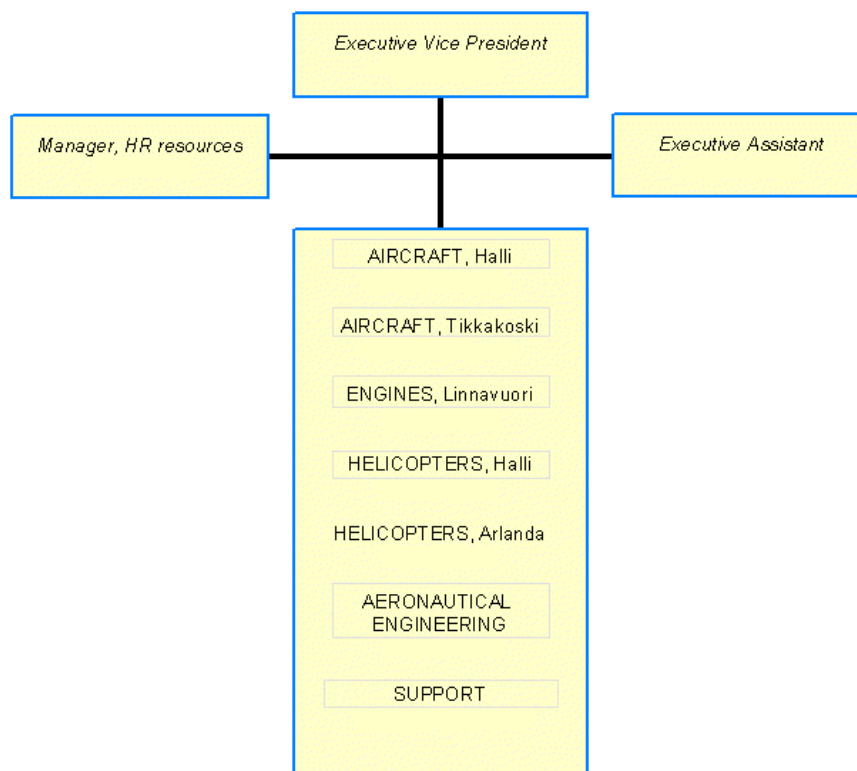 Executive Vice President
Manager, HR resources
Executive Assistant
AIRCRAFT, Halli
AIRCRAFT, Tikkakoski
ENGINES, Linnavuori
HELICOPTERS, Halli
HELICOPTERS, Arlanda
AERONAUTICAL
ENGINEERING
SUPPORT